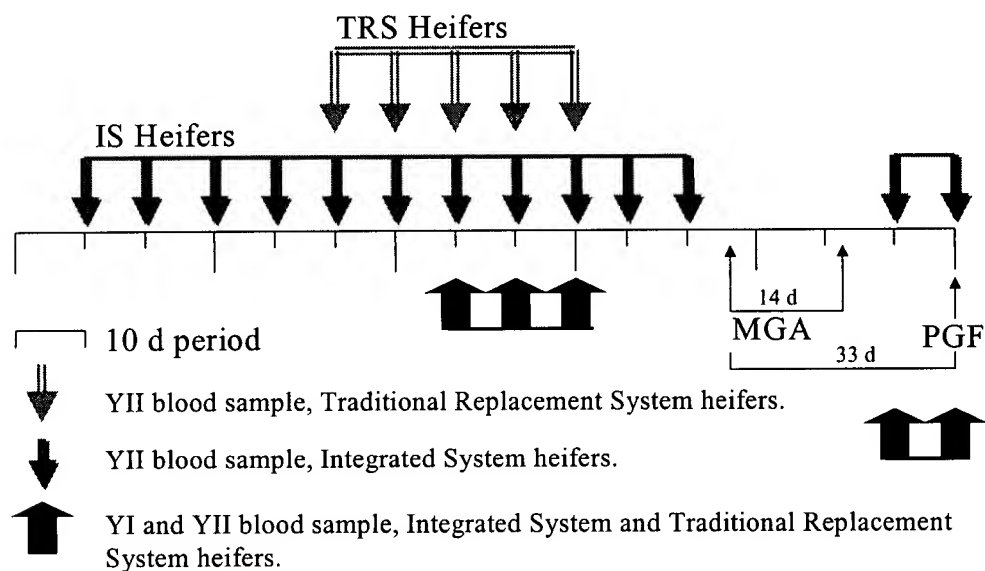 TRS Heifers
IS Heifers
14 d
MGA
PGF
33 d
10 d period
YII blood sample, Traditional Replacement System heifers.
YII blood sample, Integrated System heifers.
YI and YII blood sample, Integrated System and Traditional Replacement
System heifers.